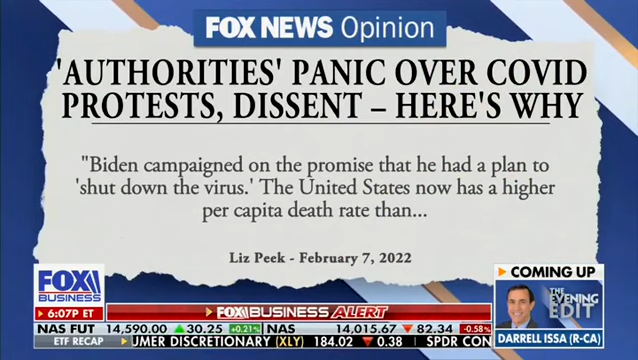 FOX NEWS Opinion
'AUTHORITIES' PANIC OVER COVID
PROTESTS, DISSENT – HERE'S WHY
"Biden campaigned on the promise that he had a plan to
'shut down the virus.' The United States now has a higher
per capita death rate than...
Liz Peek - February 7, 2022
FOX
BUSINESS
6:07P ET
COMING UP
THE
EVENING
EDIT
DARRELL ISSA (R-CA)
FOX BUSINESS ALERT
NAS FUT 14,590.00 ▲ 30.25 +0.21% NAS 14,015.67 ▼ 82.34 -0.58%
ETF RECAP UMER DISCRETIONARY (XLY) 184.02 ▼ 0.38 SPDR CON